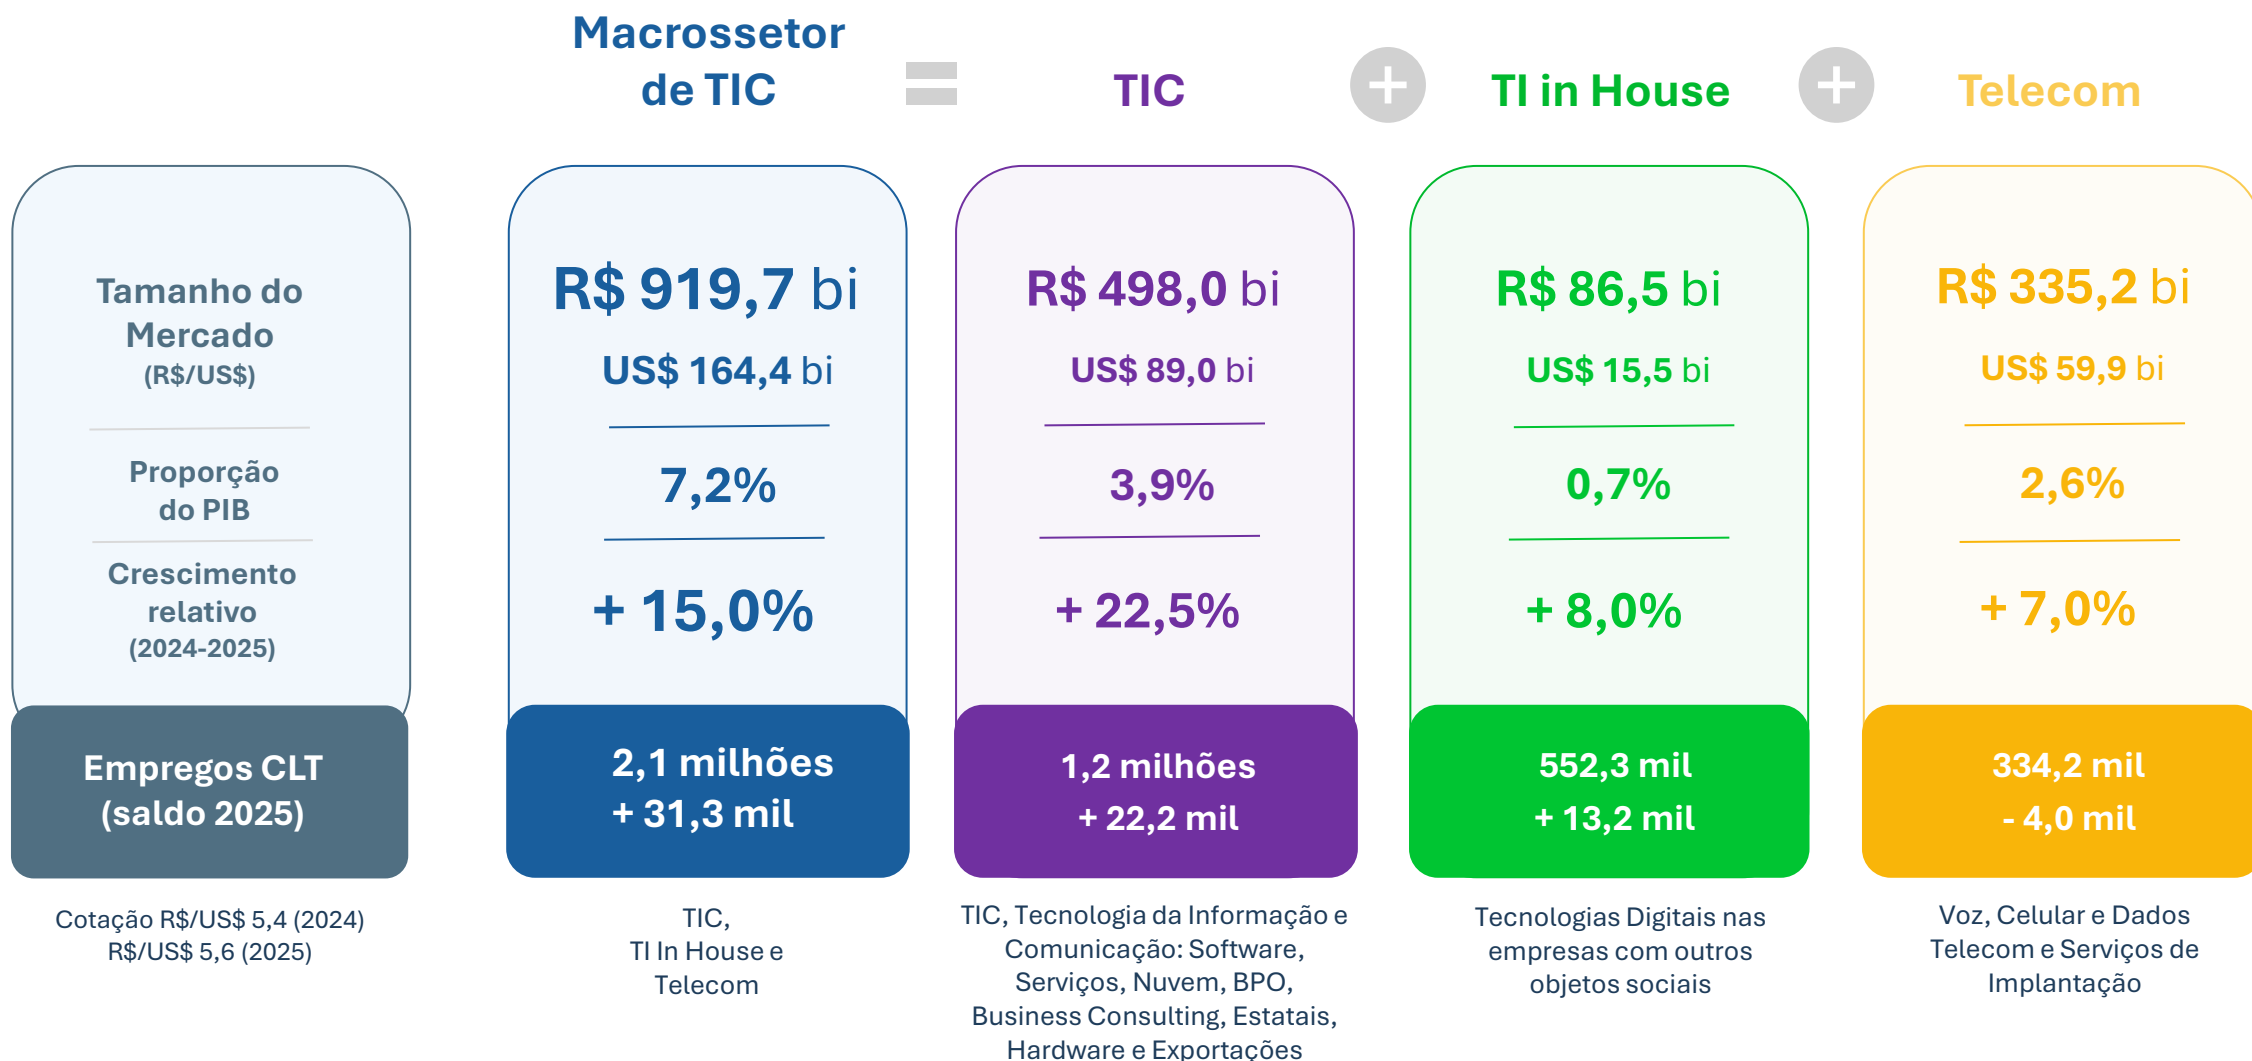 Macrossetor
de TIC
=
TIC
+
TI in House
+
Telecom
Tamanho do
Mercado
(R$/US$)
Proporção
do PIB
Crescimento
relativo
(2024-2025)
Empregos CLT
(saldo 2025)
Cotação R$/US$ 5,4 (2024)
R$/US$ 5,6 (2025)
R$ 919,7 bi
US$ 164,4 bi
7,2%
+ 15,0%
2,1 milhões
+ 31,3 mil
TIC,
TI In House e
Telecom
R$ 498,0 bi
US$ 89,0 bi
3,9%
+ 22,5%
1,2 milhões
+ 22,2 mil
TIC, Tecnologia da Informação e
Comunicação: Software,
Serviços, Nuvem, BPO,
Business Consulting, Estatais,
Hardware e Exportações
R$ 86,5 bi
US$ 15,5 bi
0,7%
+ 8,0%
552,3 mil
+ 13,2 mil
Tecnologias Digitais nas
empresas com outros
objetos sociais
R$ 335,2 bi
US$ 59,9 bi
2,6%
+ 7,0%
334,2 mil
- 4,0 mil
Voz, Celular e Dados
Telecom e Serviços de
Implantação